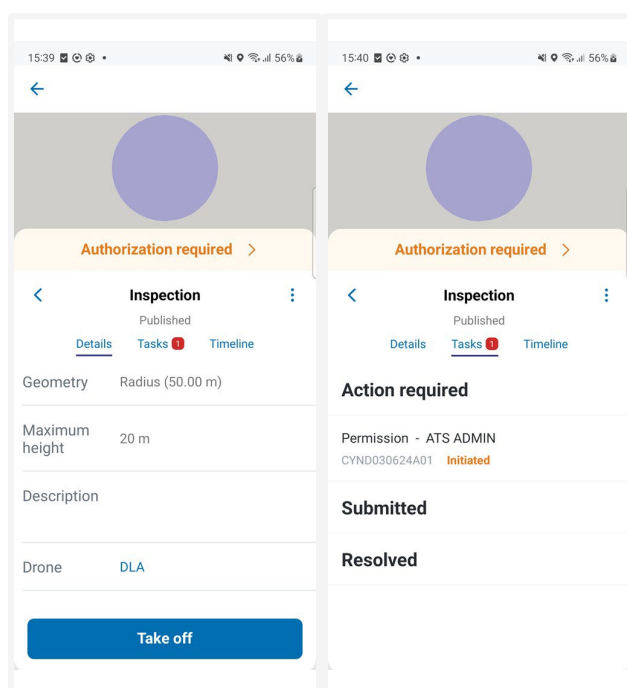 15:39
56%
Authorization required
Inspection
Published
Details Tasks 1 Timeline
Geometry Radius (50.00 m)
Maximum
height
20 m
Description
Drone DLA
Take off
15:40
56%
Authorization required
Inspection
Published
Details Tasks 1 Timeline
Action required
Permission - ATS ADMIN
CYND030624A01 Initiated
Submitted
Resolved